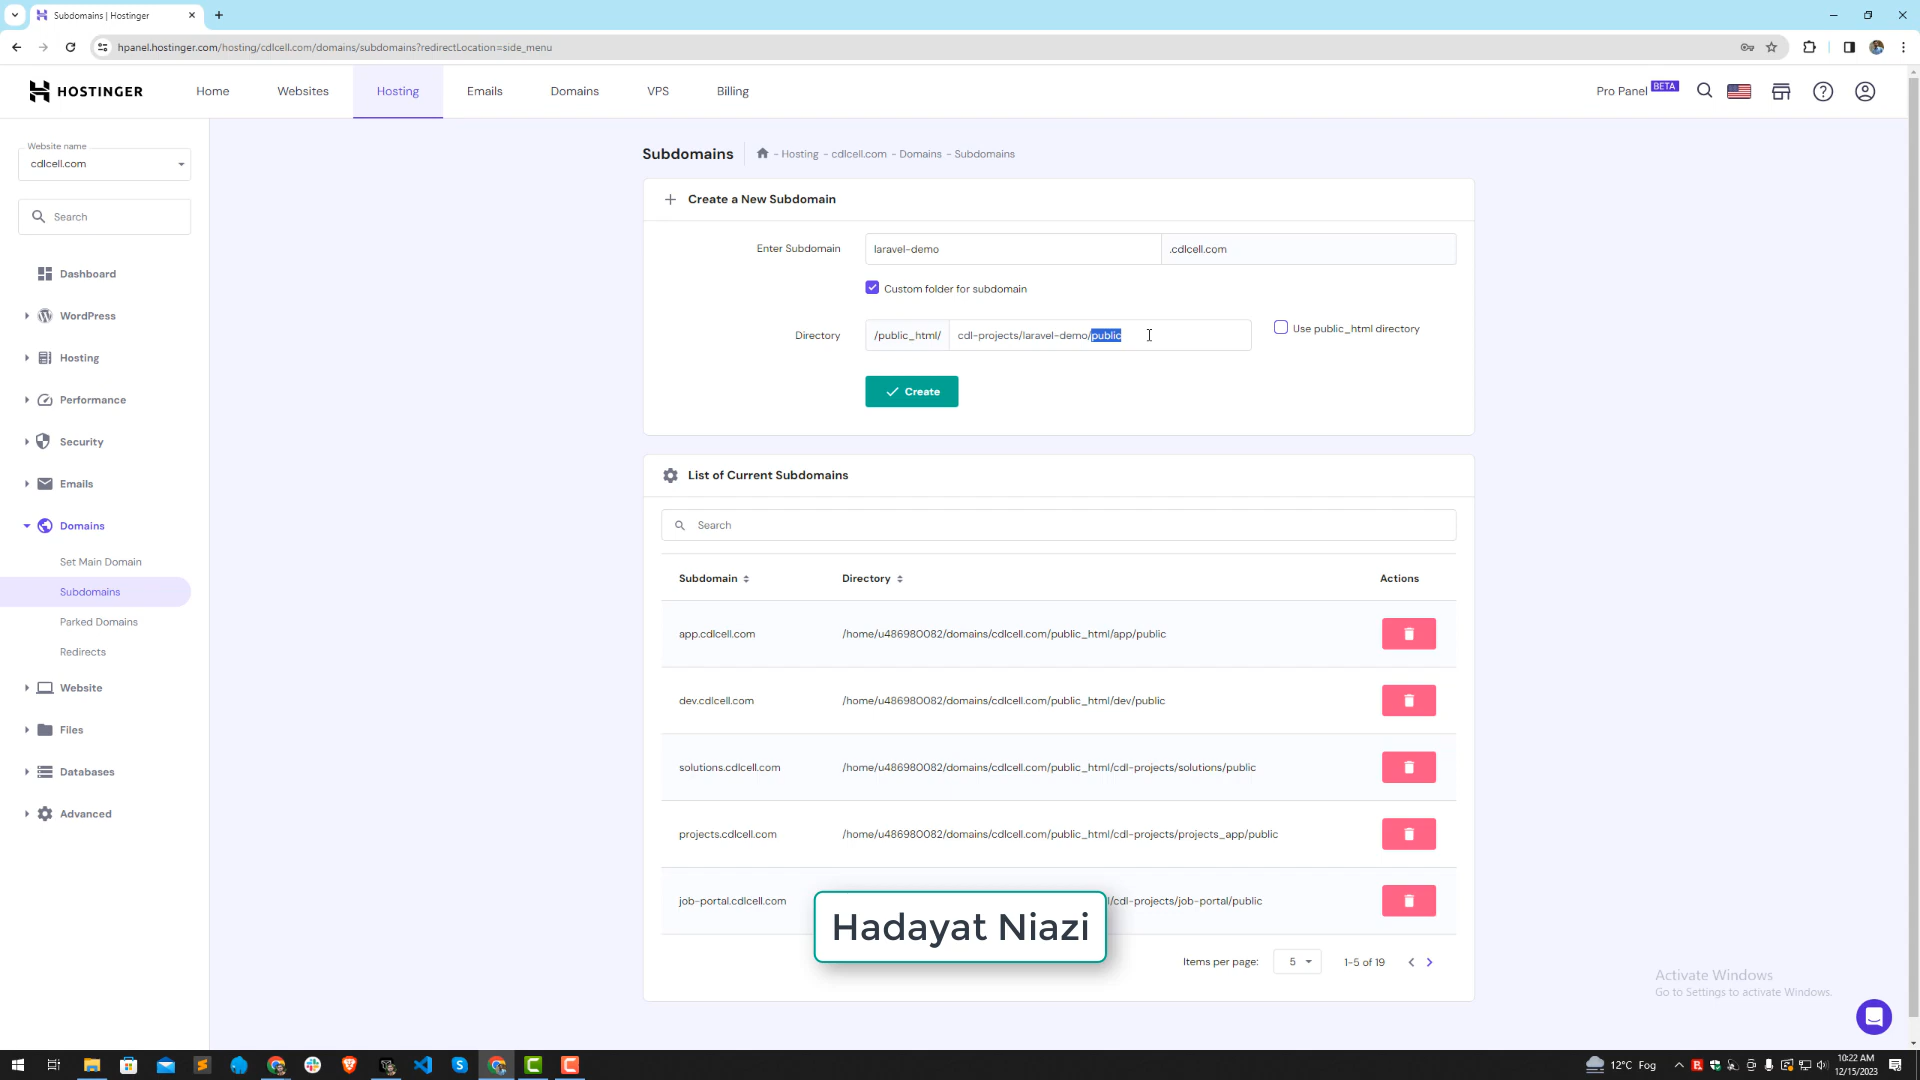 Subdomains | Hostinger
hpanel.hostinger.com/hosting/cdlcell.com/domains/subdomains?redirectLocation=side_menu
HOSTINGER
Home
Websites
Hosting
Emails
Domains
VPS
Billing
Pro Panel BETA
Website name
cdlcell.com
Search
Dashboard
WordPress
Hosting
Performance
Security
Emails
Domains
Set Main Domain
Subdomains
Parked Domains
Redirects
Website
Files
Databases
Advanced
Subdomains
- Hosting - cdlcell.com - Domains - Subdomains
Create a New Subdomain
Enter Subdomain laravel-demo .cdlcell.com
Custom folder for subdomain
Directory /public_html/ cdl-projects/laravel-demo/public Use public_html directory
Create
List of Current Subdomains
Search
Subdomain Directory Actions
app.cdlcell.com /home/u486980082/domains/cdlcell.com/public_html/app/public
dev.cdlcell.com /home/u486980082/domains/cdlcell.com/public_html/dev/public
solutions.cdlcell.com /home/u486980082/domains/cdlcell.com/public_html/cdl-projects/solutions/public
projects.cdlcell.com /home/u486980082/domains/cdlcell.com/public_html/cdl-projects/projects_app/public
job-portal.cdlcell.com /cdl-projects/job-portal/public
Hadayat Niazi
Items per page: 5 1-5 of 19
Activate Windows
Go to Settings to activate Windows.
12°C Fog
10:22 AM
12/15/2023